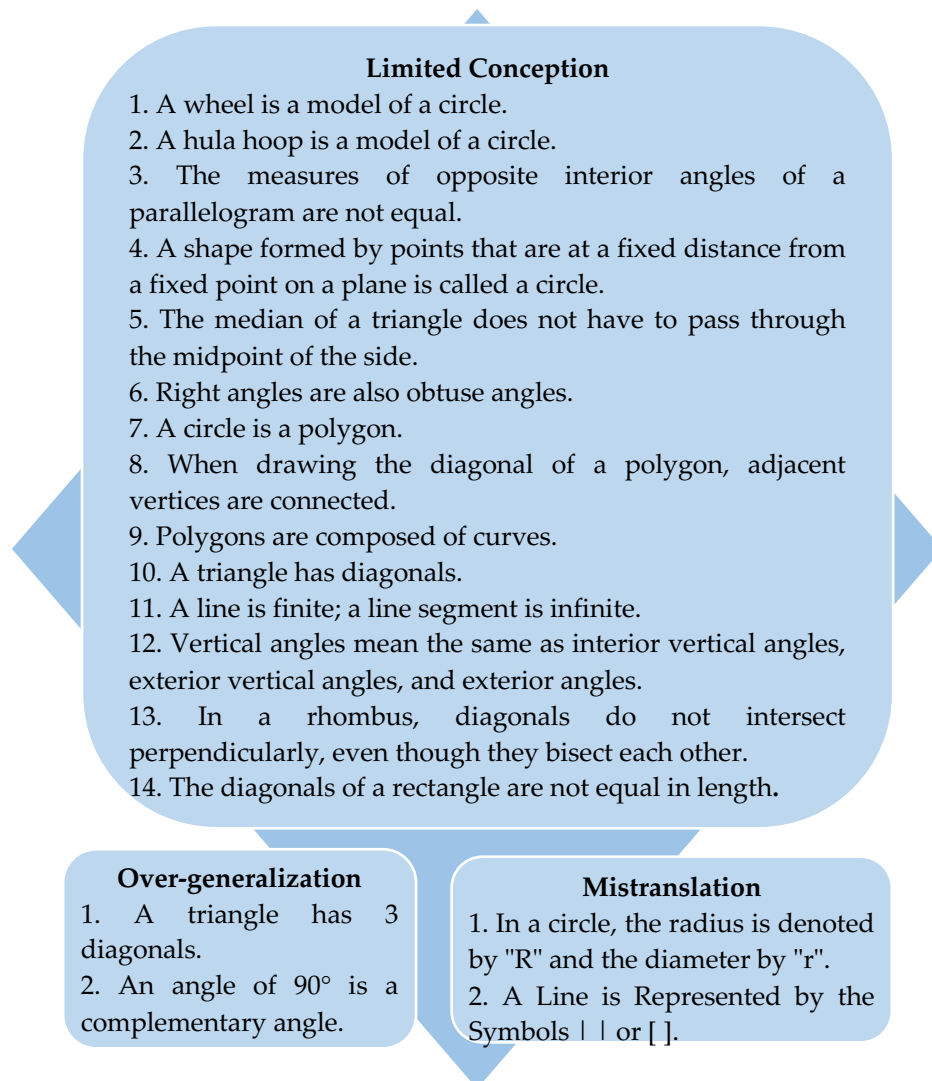 Limited Conception
1. A wheel is a model of a circle.
2. A hula hoop is a model of a circle.
3. The measures of opposite interior angles of a
parallelogram are not equal.
4. A shape formed by points that are at a fixed distance from
a fixed point on a plane is called a circle.
5. The median of a triangle does not have to pass through
the midpoint of the side.
6. Right angles are also obtuse angles.
7. A circle is a polygon.
8. When drawing the diagonal of a polygon, adjacent
vertices are connected.
9. Polygons are composed of curves.
10. A triangle has diagonals.
11. A line is finite; a line segment is infinite.
12. Vertical angles mean the same as interior vertical angles,
exterior vertical angles, and exterior angles.
13. In a rhombus, diagonals do not intersect
perpendicularly, even though they bisect each other.
14. The diagonals of a rectangle are not equal in length.
Over-generalization
1. A triangle has 3
diagonals.
2. An angle of 90° is a
complementary angle.
Mistranslation
1. In a circle, the radius is denoted
by "R" and the diameter by "r".
2. A Line is Represented by the
Symbols | | or [ ].